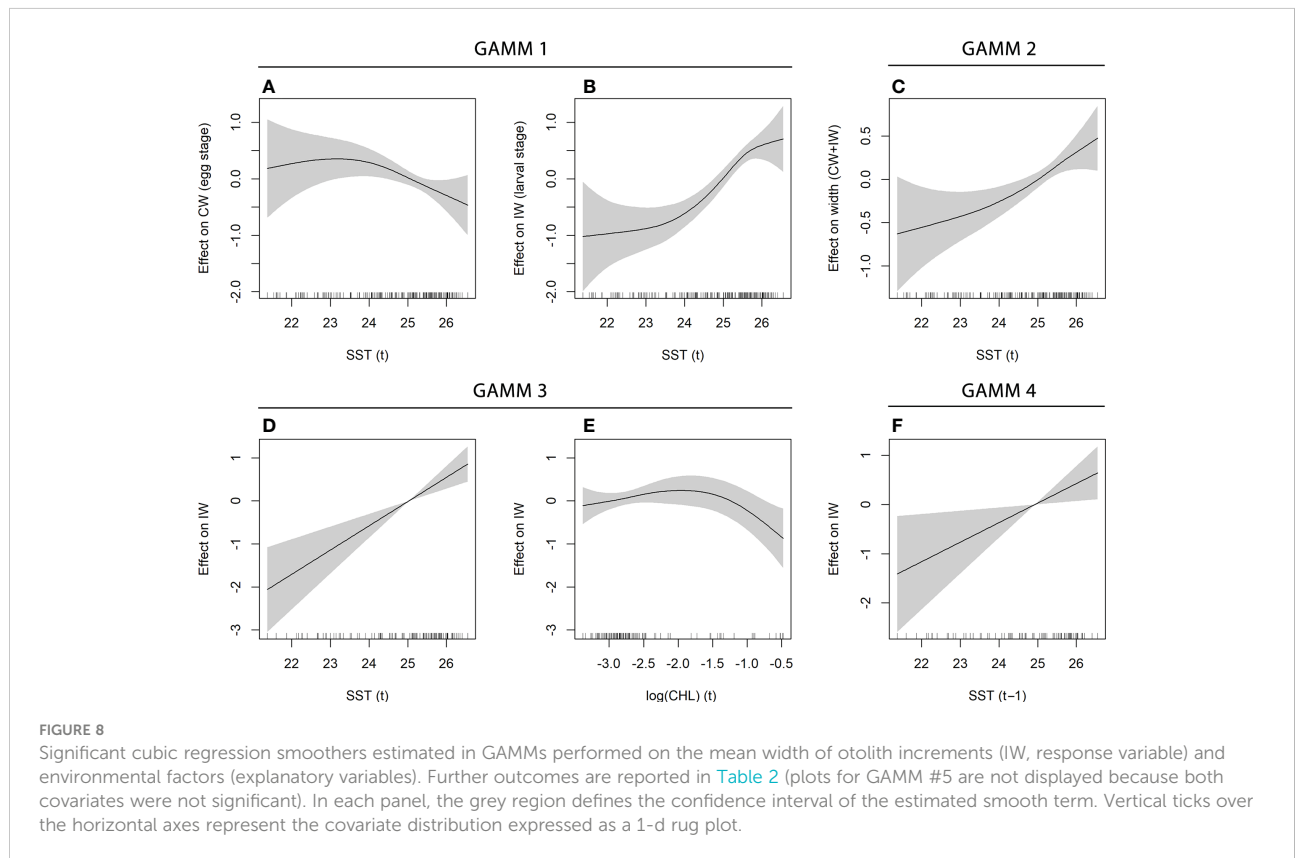 GAMM 1
GAMM 2
A
B
C
Effect on CW (egg stage)
1.0
0.0
-1.0
-2.0
22 23 24 25 26
SST (t)
Effect on IW (larval stage)
1.0
0.0
-1.0
-2.0
22 23 24 25 26
SST (t)
Effect on width (CW+IW)
0.5
0.0
-0.5
-1.0
22 23 24 25 26
SST (t)
GAMM 3
GAMM 4
D
E
F
Effect on IW
1
0
-1
-2
-3
22 23 24 25 26
SST (t)
Effect on IW
1
0
-1
-2
-3
-3.0 -2.5 -2.0 -1.5 -1.0 -0.5
log(CHL) (t)
Effect on IW
1
0
-1
-2
22 23 24 25 26
SST (t−1)
FIGURE 8
Significant cubic regression smoothers estimated in GAMMs performed on the mean width of otolith increments (IW, response variable) and
environmental factors (explanatory variables). Further outcomes are reported in Table 2 (plots for GAMM #5 are not displayed because both
covariates were not significant). In each panel, the grey region defines the confidence interval of the estimated smooth term. Vertical ticks over
the horizontal axes represent the covariate distribution expressed as a 1-d rug plot.